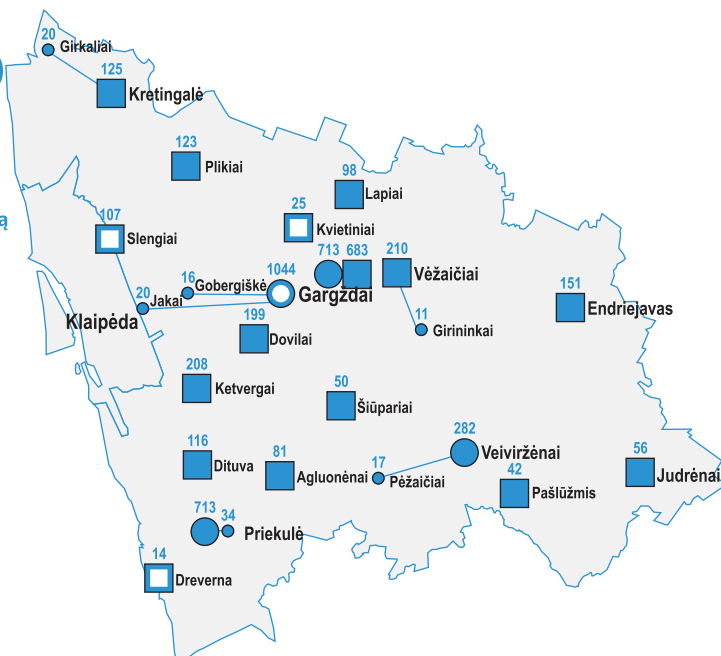 20
Girkaliai
125
Kretingalė
123
Plikiai
98
Lapiai
ą
107
Slengiai
25
Kvietiniai
713
683
210
Vėžaičiai
16
Gobergiškė
1044
Gargždai
20
Jakai
Klaipėda
11
Girininkai
151
Endriejavas
199
Dovilai
208
Ketvergai
50
Šiūpariai
282
Veiviržėnai
116
Dituva
81
Agluonėnai
17
Pėžaičiai
42
Pašlūžmis
56
Judrėnai
713
34
Priekulė
14
Dreverna